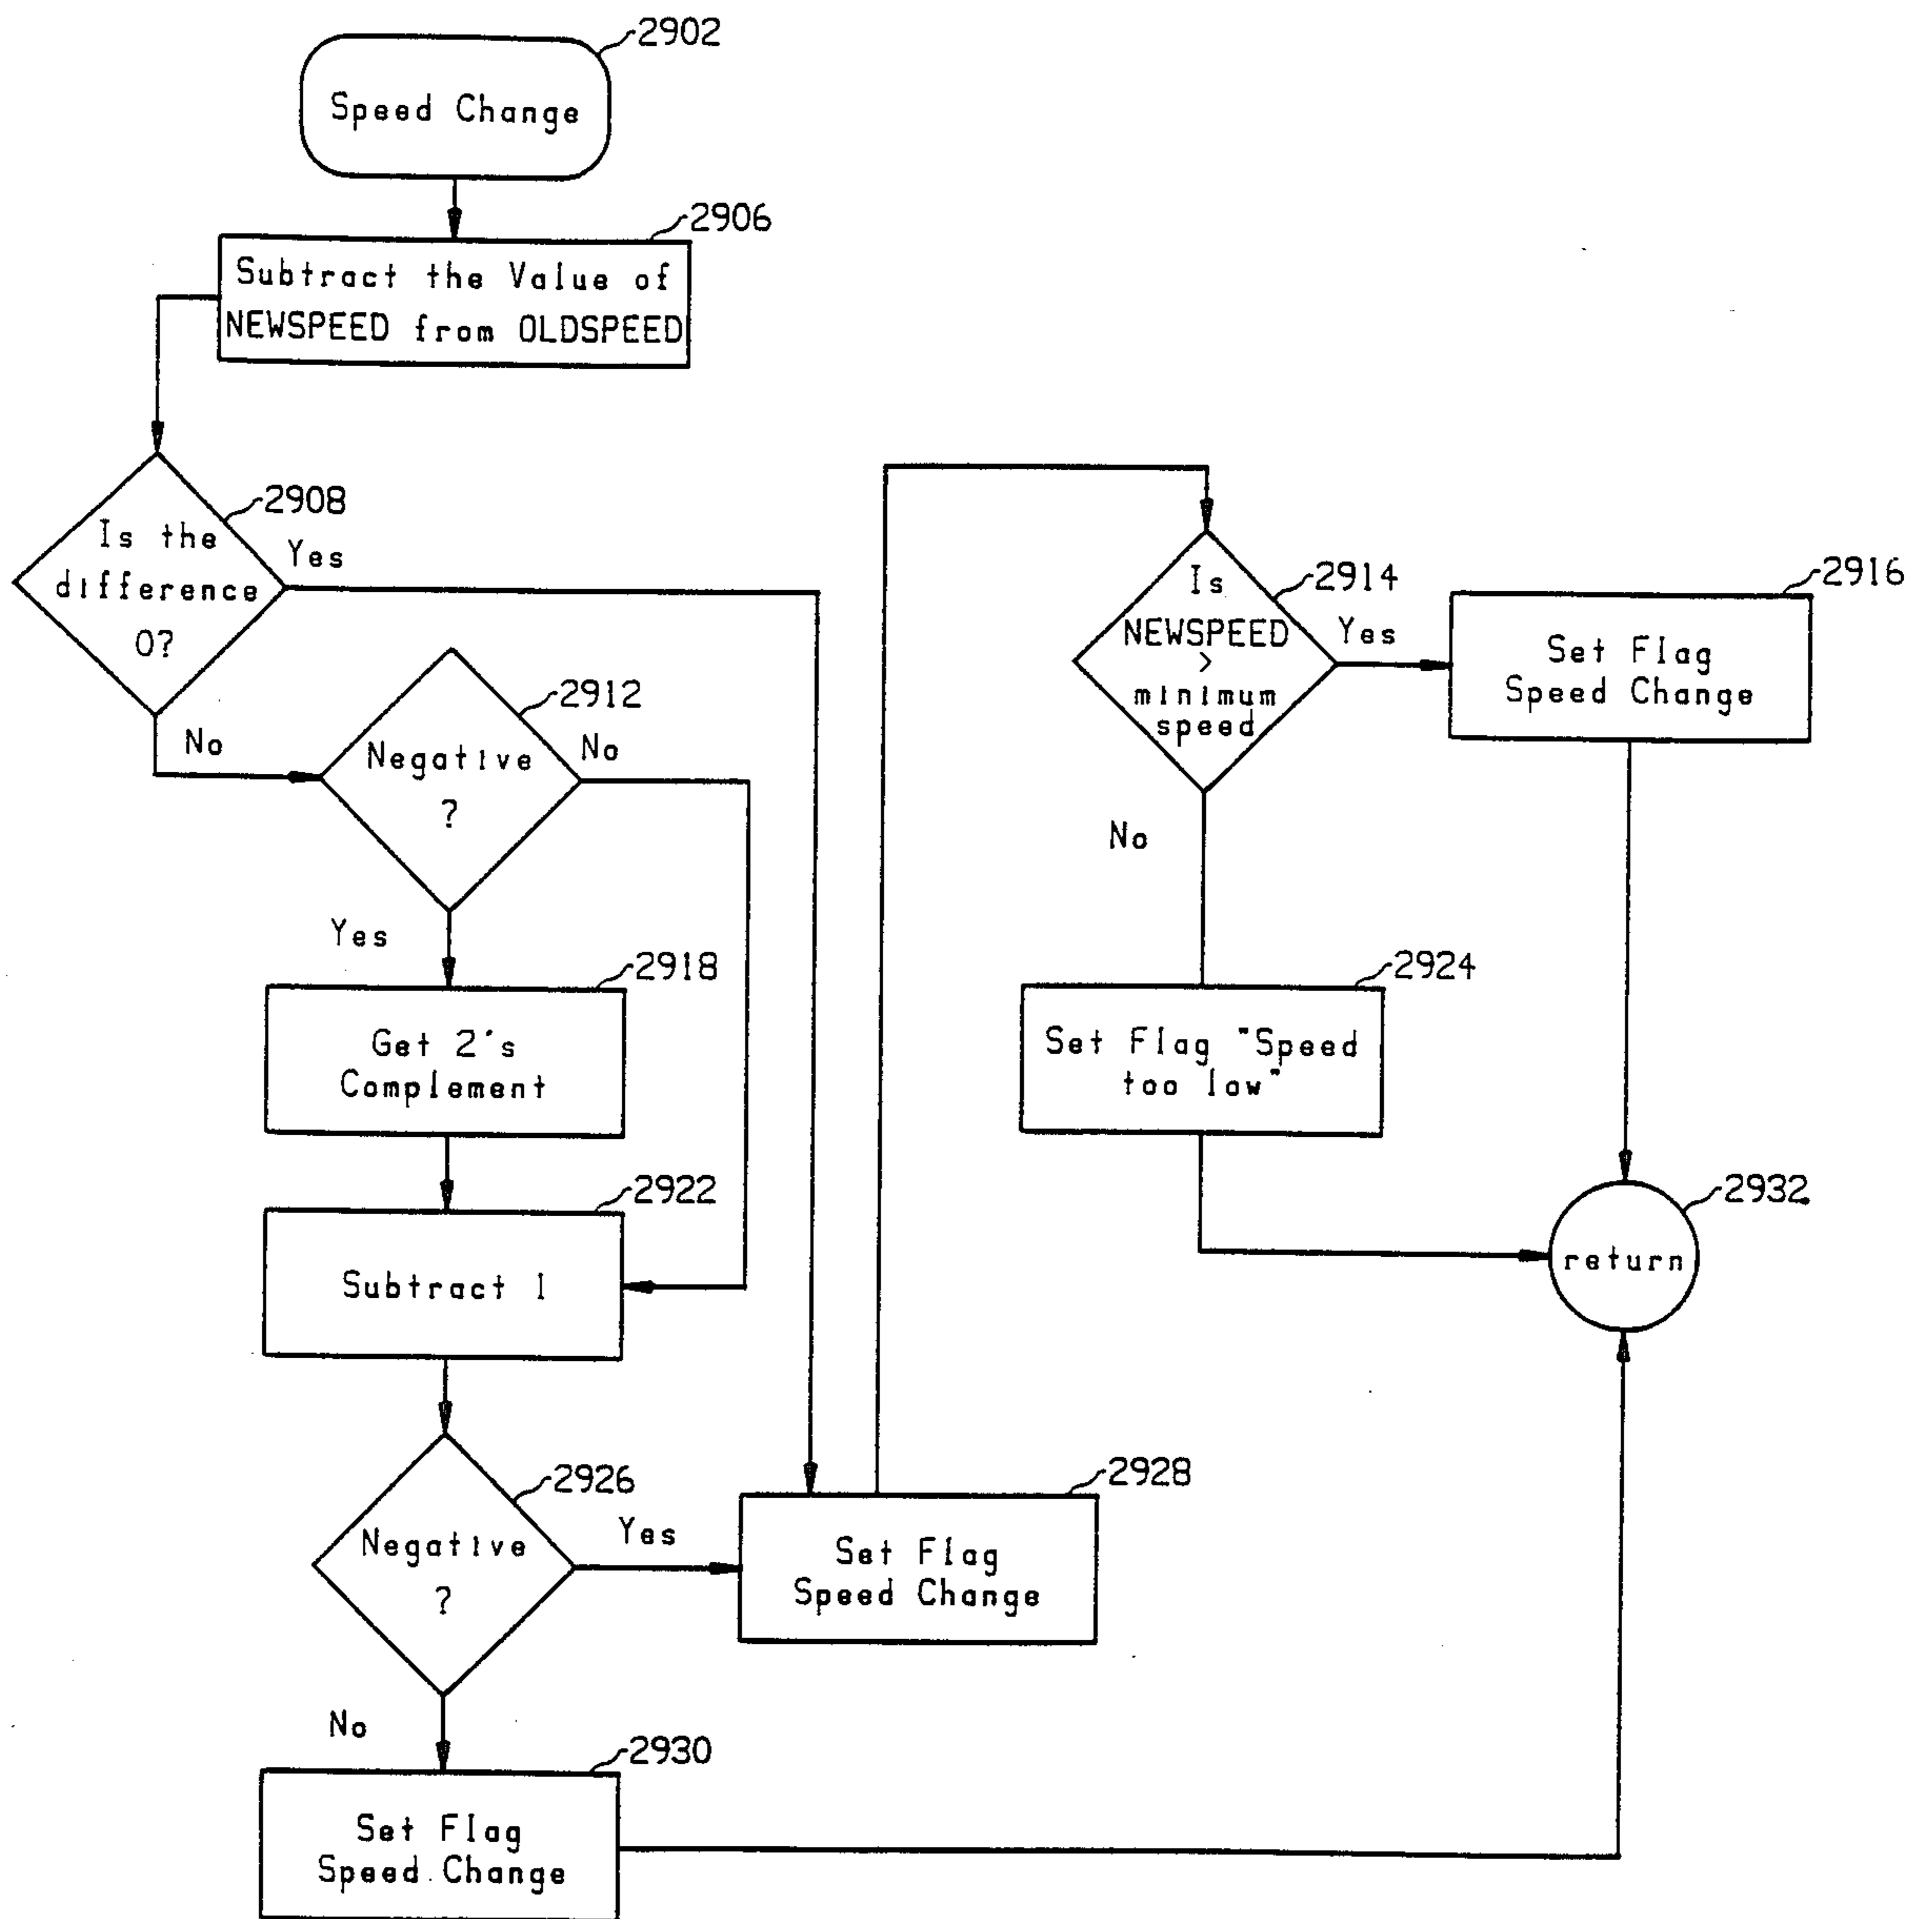 2902
Speed Change
2906
Subtract the Value of
NEWSPEED from OLDSPEED
2908
Is the
difference
0?
Yes
No
2912
Negative
?
No
Yes
2918
Get 2's
Complement
2922
Subtract 1
2926
Negative
?
Yes
No
2928
Set Flag
Speed Change
2930
Set Flag
Speed Change
2914
Is
NEWSPEED
>
minimum
speed
Yes
No
2916
Set Flag
Speed Change
2924
Set Flag "Speed
too low"
2932
return